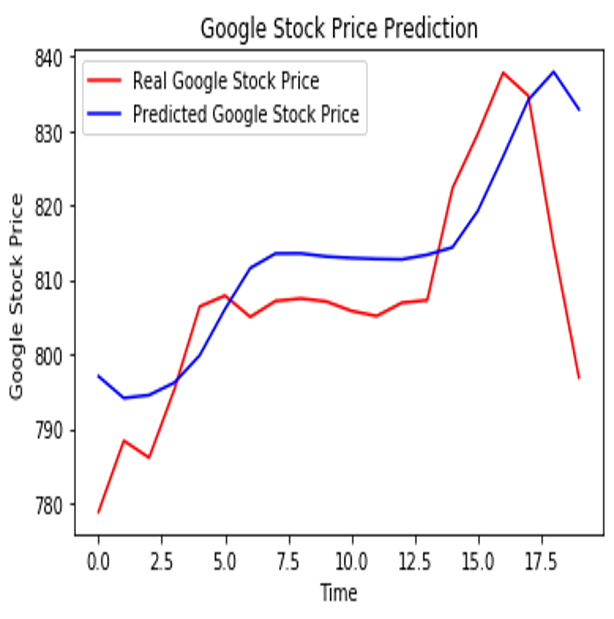 Google Stock Price Prediction
Real Google Stock Price
Predicted Google Stock Price
Google Stock Price
840
830
820
810
800
790
780
0.0 2.5 5.0 7.5 10.0 12.5 15.0 17.5
Time